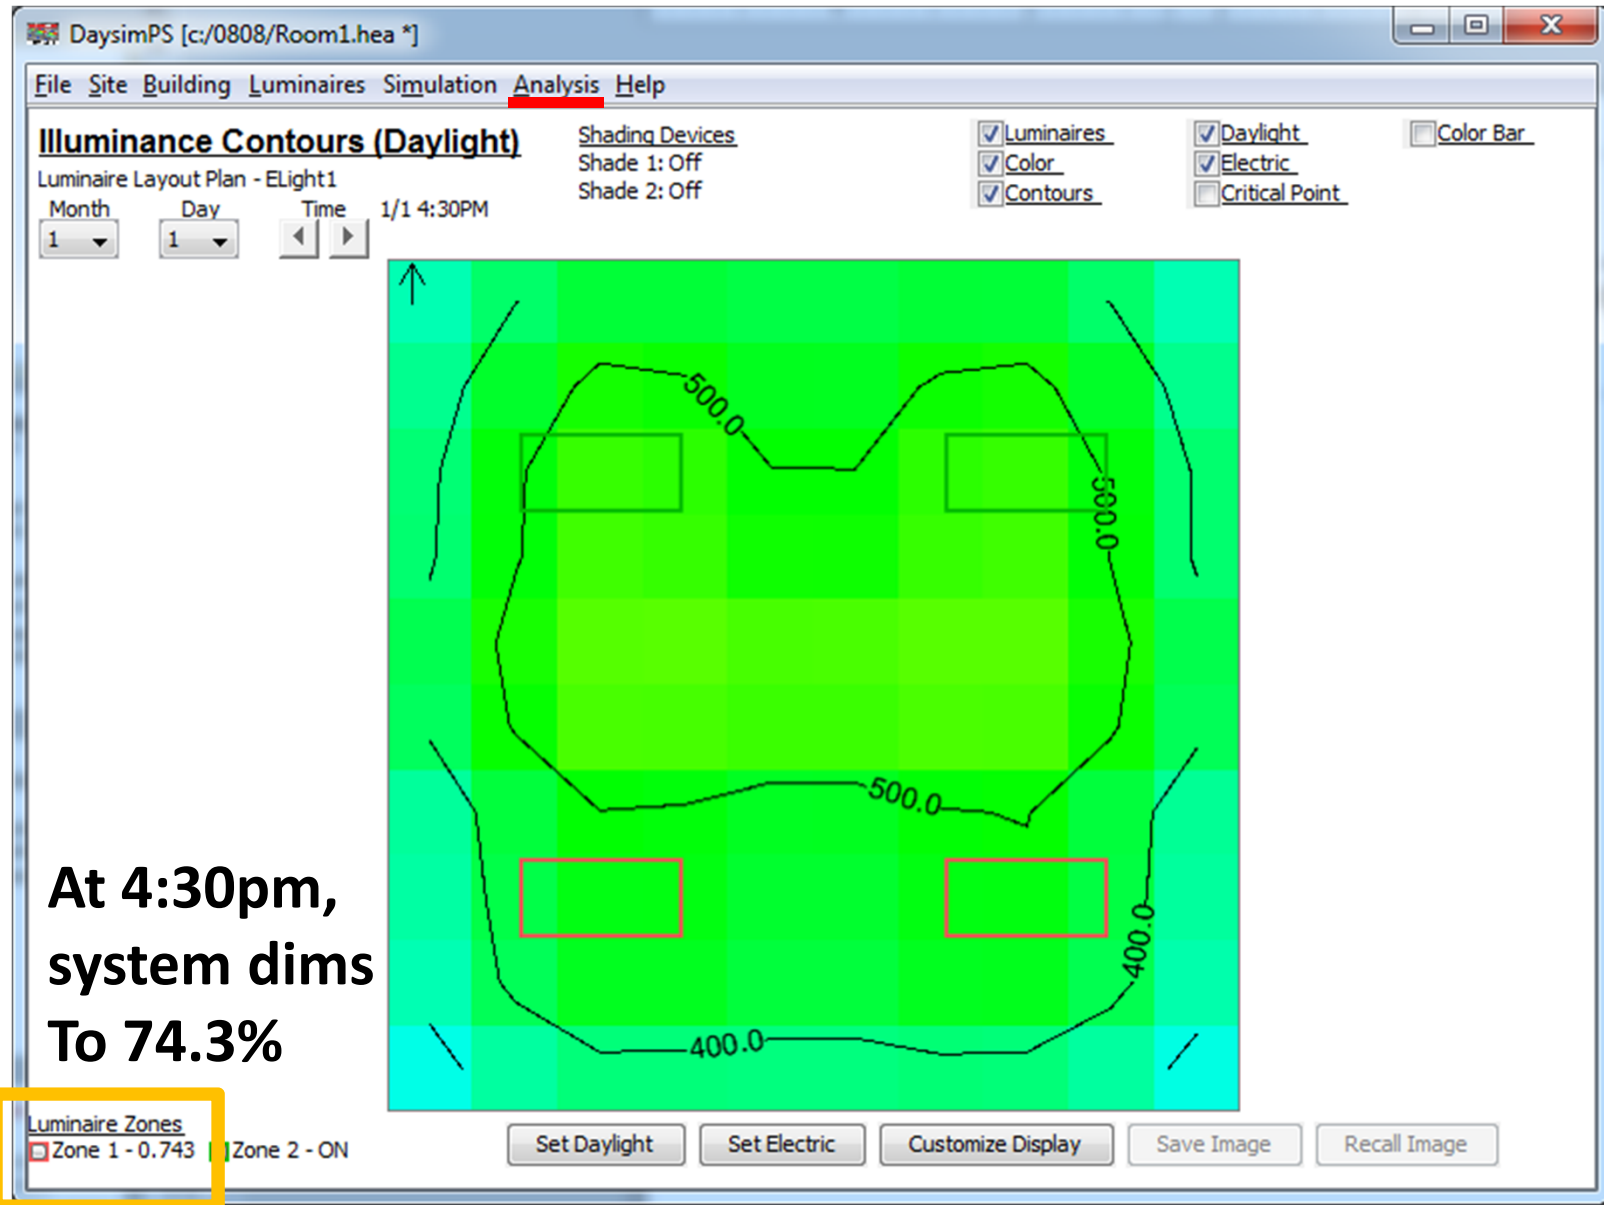 DaysimPS [c:/0808/Room1.hea *]
File Site Building Luminaires Simulation Analysis Help
Illuminance Contours (Daylight)
Luminaire Layout Plan - ELight1
Month Day Time 1/1 4:30PM
1 1
Shading Devices
Shade 1: Off
Shade 2: Off
Luminaires Daylight Color Bar
Color Electric
Contours Critical Point
500.0
500.0
500.0
400.0
400.0
At 4:30pm,
system dims
To 74.3%
Luminaire Zones
Zone 1 - 0.743 Zone 2 - ON
Set Daylight Set Electric Customize Display Save Image Recall Image